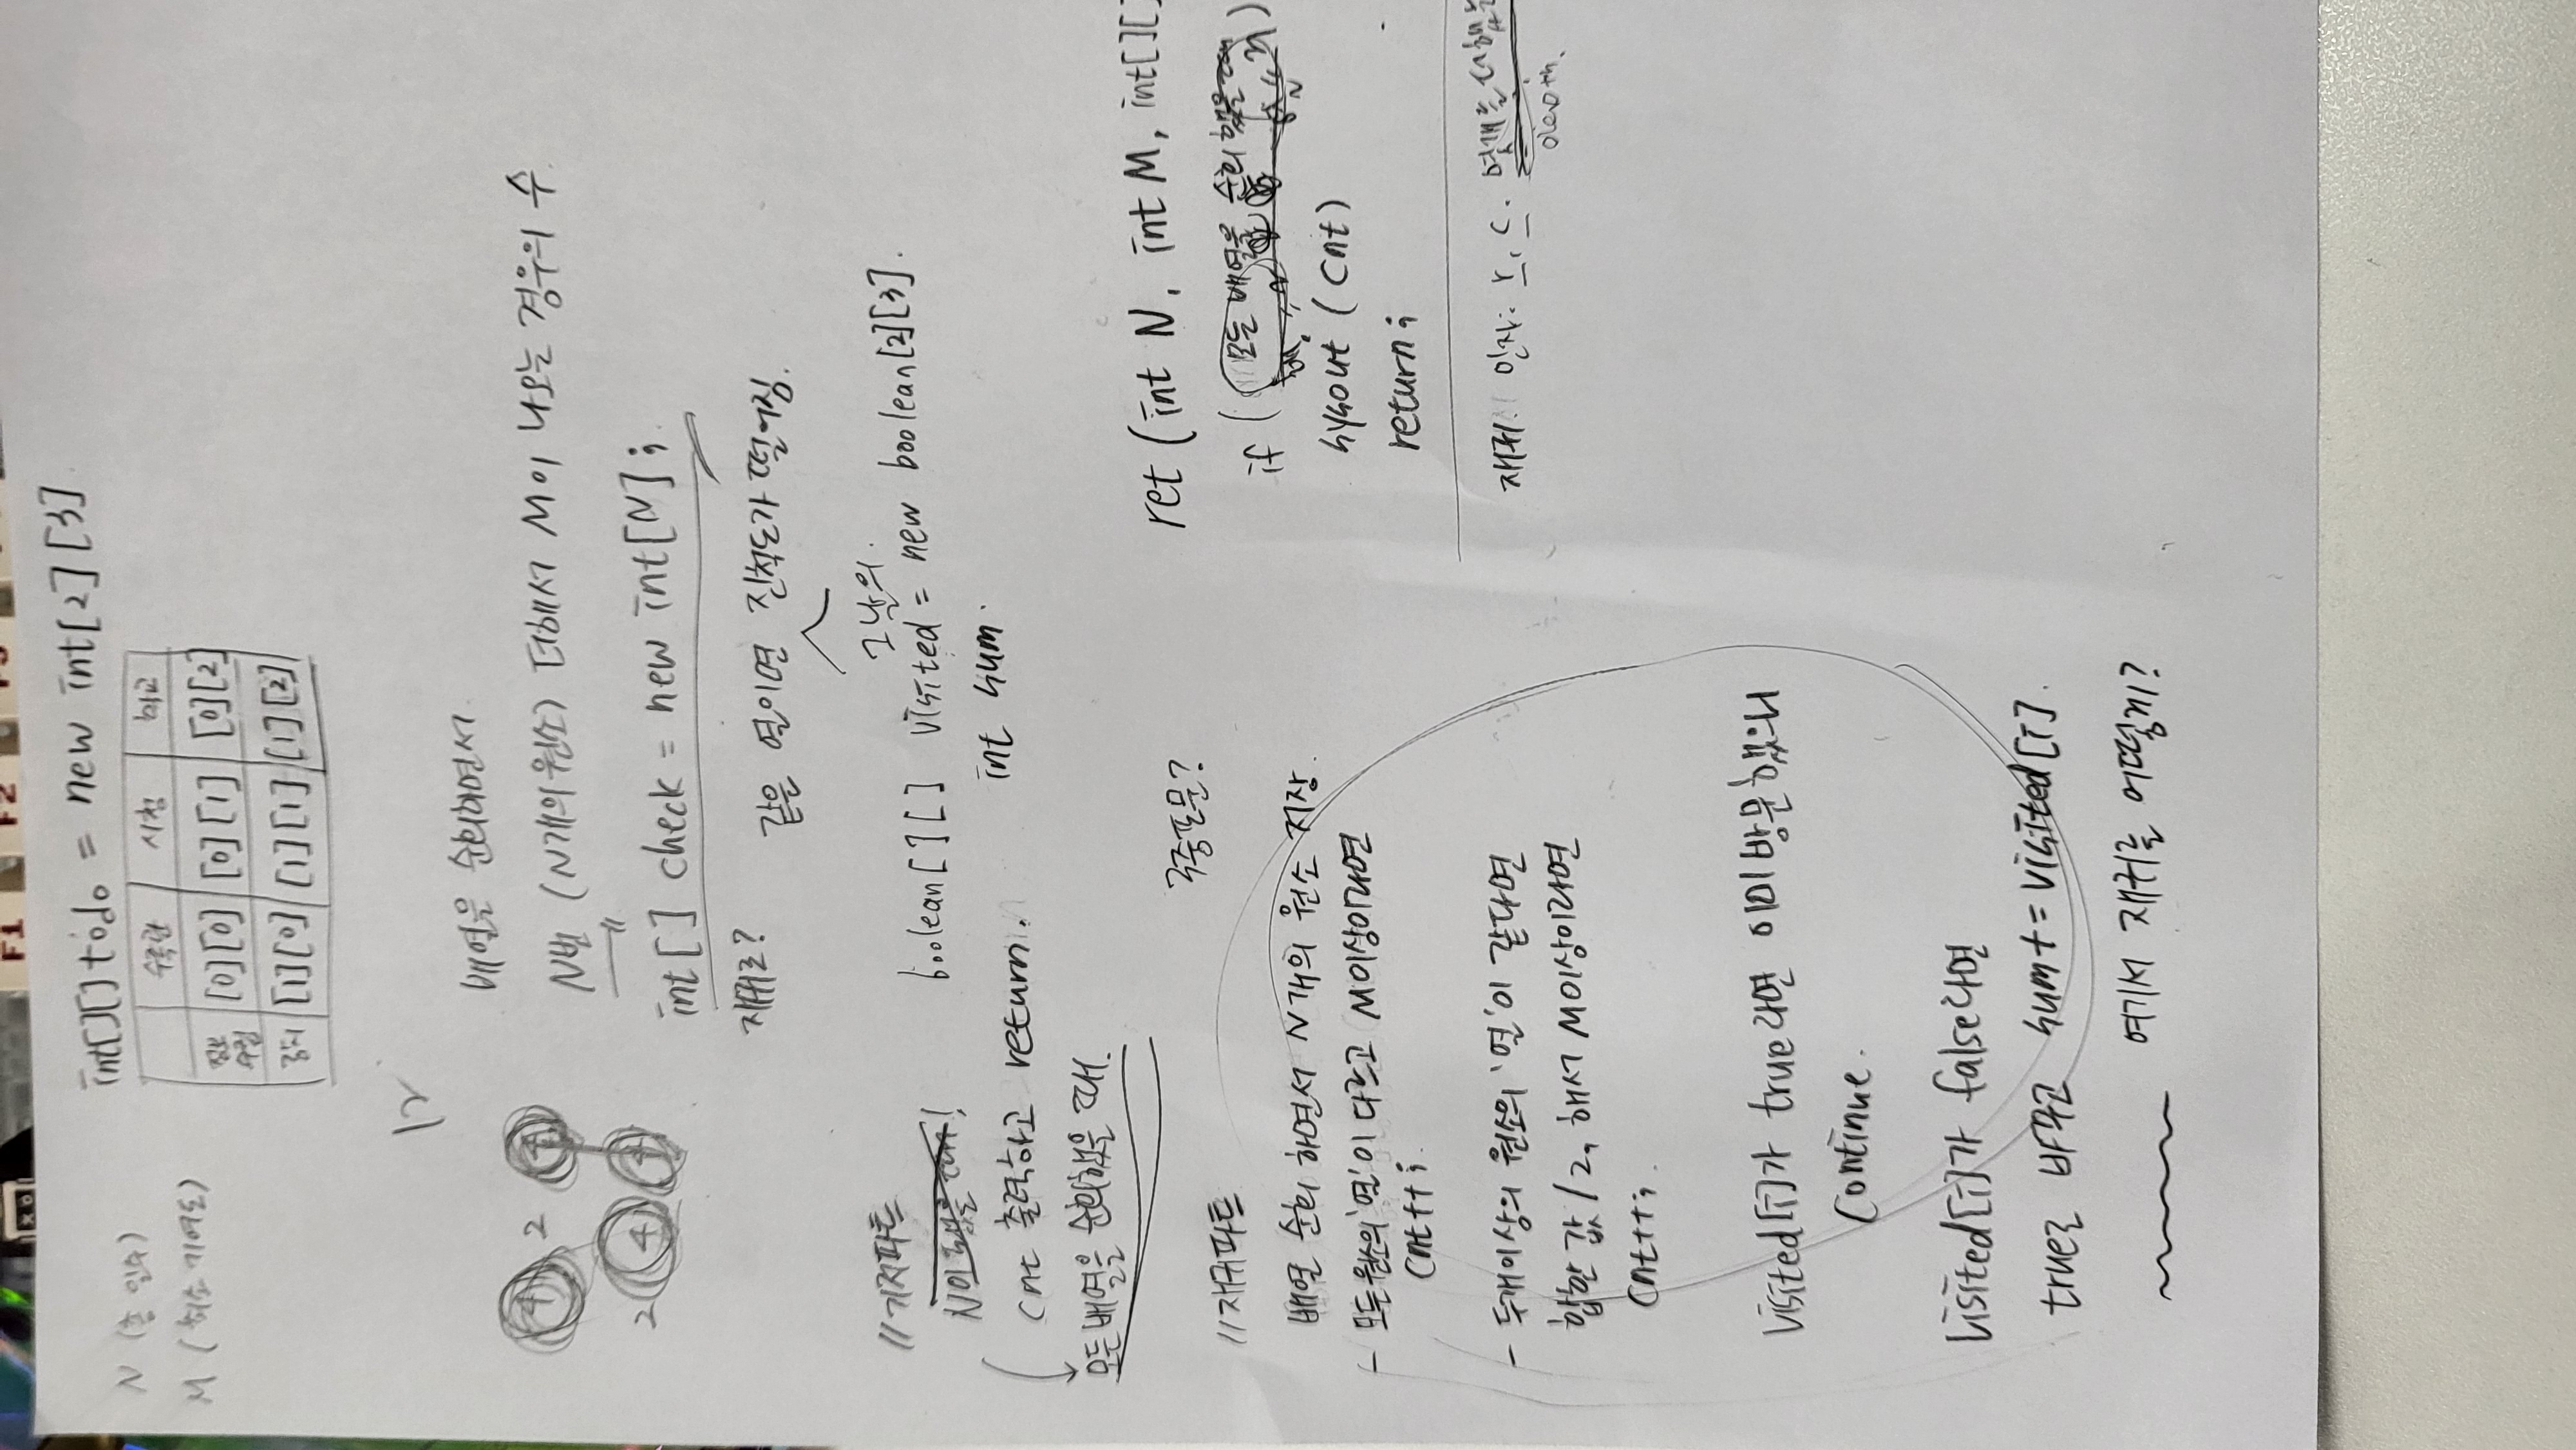 F1 F2 F3
int[][] todo = new int[2][3]
N (총 일수)
M (최소 기여도)
수족관 시청 학교
정보
수집 [0][0] [0][1] [0][2]
[1][0] [1][1] [1][2]
12
배열을 순회하면서
4 2 4
N번 (N개의 원소) 더해서 M이 나오는 경우의 수
2 4 4
int[] check = new int[N];
재귀로?
같은 열이면 진척도가 떨어짐.
그날의.
//기저파트
boolean[][] visited = new boolean[2][3].
int sum.
cnt 출력하고 return.
모든 배열을 순회했을 때.
ret (int N, int M, int[][]
3중포문?
//재귀파트
if (모든 배열을 순회했을 때
배열 순회 하면서 N개의 원소 저장.
sysout (cnt)
- 모든 원소의 '열'이 다르고 M이상이라면
cnt++;
return;
- 두개이상의 원소의 '열'이 같다면
재귀. 인자: r, c. 몇개를 더했는
depth.
합한 값 /2, 해서 M이상이라면
cnt++;
visited[i]가 true라면 이미 방문했으니
continue.
visited[i]가 false라면
true로 바꾸고 sum+=visited[i].
여기서 재귀를 어떻게?